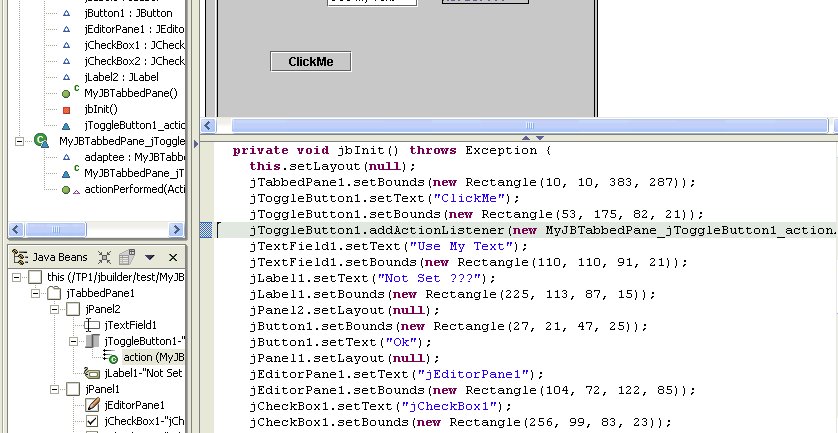 jButton1 : JButton
jEditorPane1 : JEdito
jCheckBox1 : JCheck
jCheckBox2 : JCheck
jLabel2 : JLabel
MyJBTabbedPane()
jbInit()
jToggleButton1_actio
MyJBTabbedPane_jToggle
adaptee : MyJBTabb
MyJBTabbedPane_jT
actionPerformed(Acti
Java Beans
this (/TP1/jbuilder/test/MyJB
jTabbedPane1
jPanel2
jTextField1
jToggleButton1-"
action (MyJB
jLabel1-"Not Set
jPanel1
jEditorPane1
jCheckBox1-"jCh
ClickMe
private void jbInit() throws Exception {
this.setLayout(null);
jTabbedPane1.setBounds(new Rectangle(10, 10, 383, 287));
jToggleButton1.setText("ClickMe");
jToggleButton1.setBounds(new Rectangle(53, 175, 82, 21));
jToggleButton1.addActionListener(new MyJBTabbedPane_jToggleButton1_action
jTextField1.setText("Use My Text");
jTextField1.setBounds(new Rectangle(110, 110, 91, 21));
jLabel1.setText("Not Set ???");
jLabel1.setBounds(new Rectangle(225, 113, 87, 15));
jPanel2.setLayout(null);
jButton1.setBounds(new Rectangle(27, 21, 47, 25));
jButton1.setText("Ok");
jPanel1.setLayout(null);
jEditorPane1.setText("jEditorPane1");
jEditorPane1.setBounds(new Rectangle(104, 72, 122, 85));
jCheckBox1.setText("jCheckBox1");
jCheckBox1.setBounds(new Rectangle(256, 99, 83, 23));